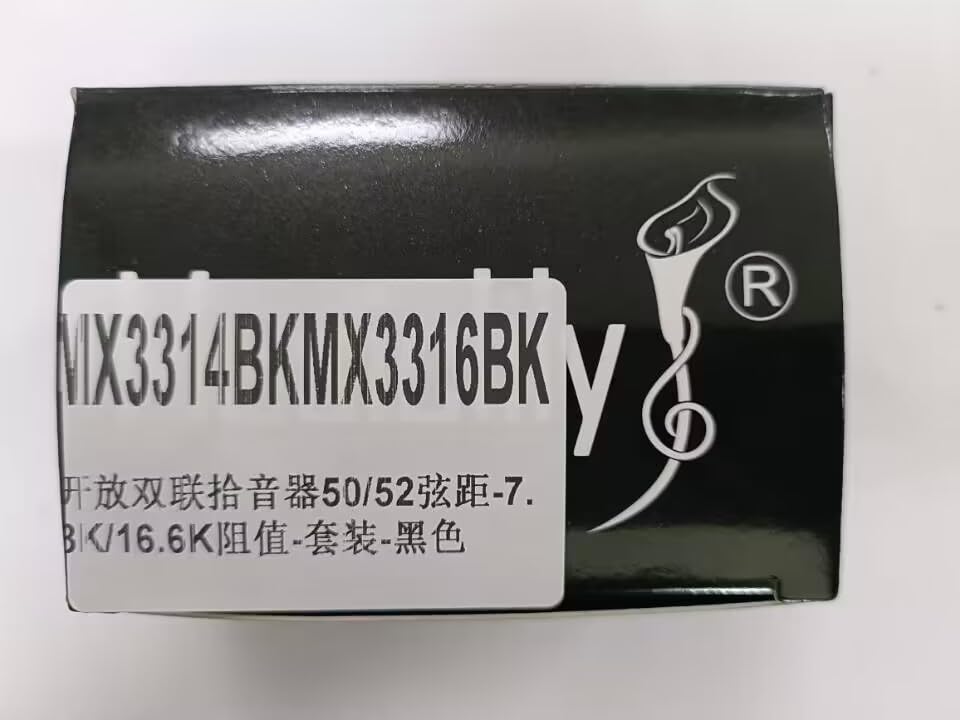 MX3314BKMX3316BK
y ®
开放双联拾音器50/52弦距-7.
8K/16.6K阻值-套装-黑色